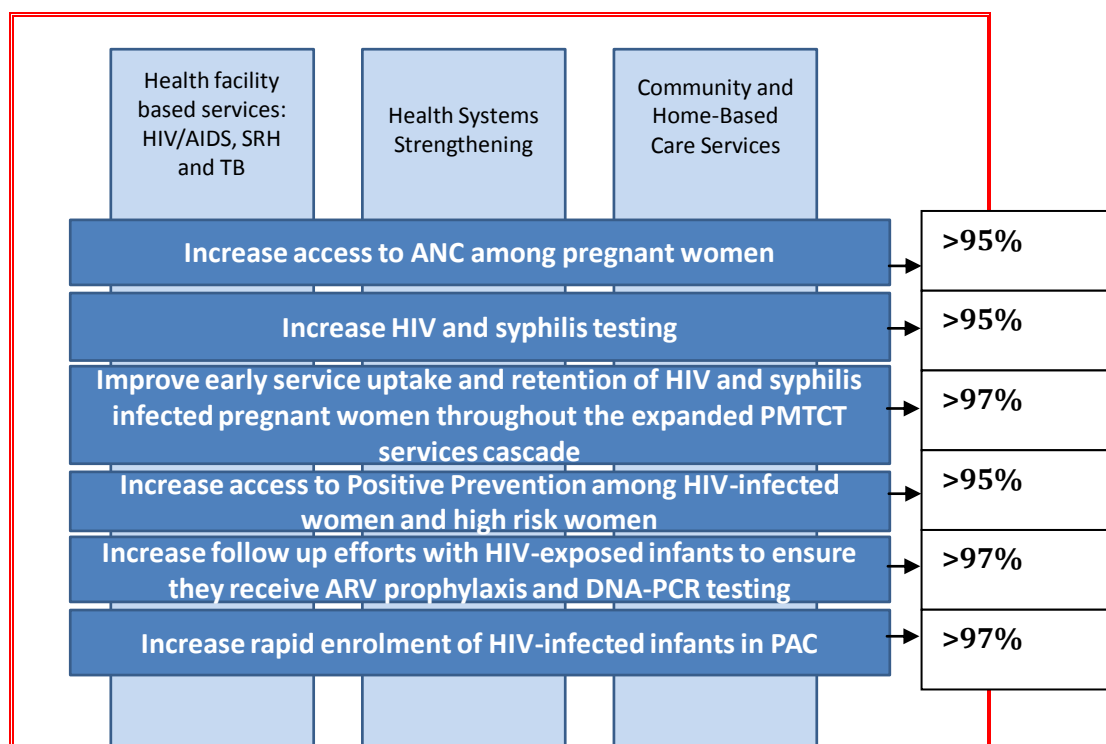 Health facility
based services:
HIV/AIDS, SRH
and TB
Health Systems
Strengthening
Community and
Home-Based
Care Services
Increase access to ANC among pregnant women
>95%
Increase HIV and syphilis testing
>95%
Improve early service uptake and retention of HIV and syphilis
infected pregnant women throughout the expanded PMTCT
services cascade
>97%
Increase access to Positive Prevention among HIV-infected
women and high risk women
>95%
Increase follow up efforts with HIV-exposed infants to ensure
they receive ARV prophylaxis and DNA-PCR testing
>97%
Increase rapid enrolment of HIV-infected infants in PAC
>97%